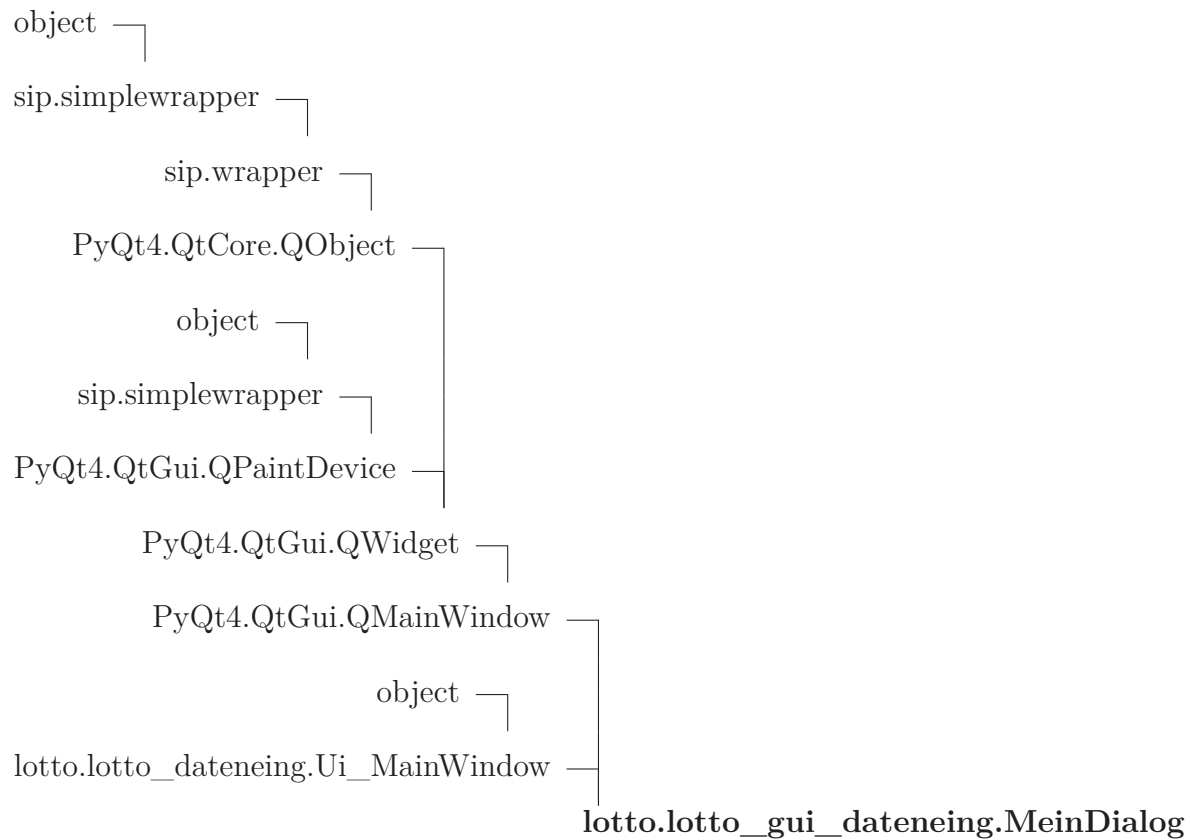 object
sip.simplewrapper
sip.wrapper
PyQt4.QtCore.QObject
object
sip.simplewrapper
PyQt4.QtGui.QPaintDevice
PyQt4.QtGui.QWidget
PyQt4.QtGui.QMainWindow
object
lotto.lotto_dateneing.Ui_MainWindow
lotto.lotto_gui_dateneing.MeinDialog